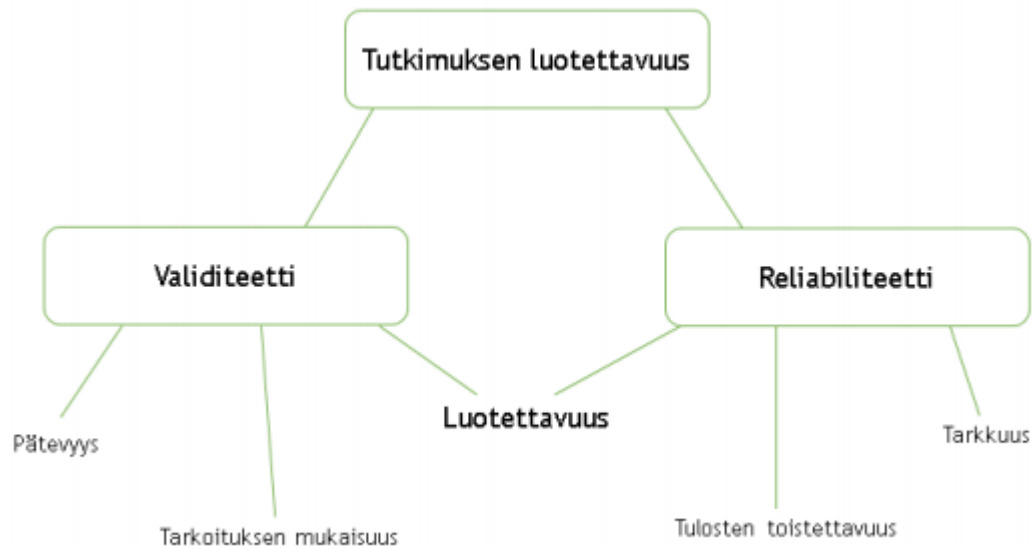 Tutkimuksen luotettavuus
Validiteetti
Reliabiliteetti
Luotettavuus
Pätevyys
Tarkkuus
Tarkoituksen mukaisuus
Tulosten toistettavuus